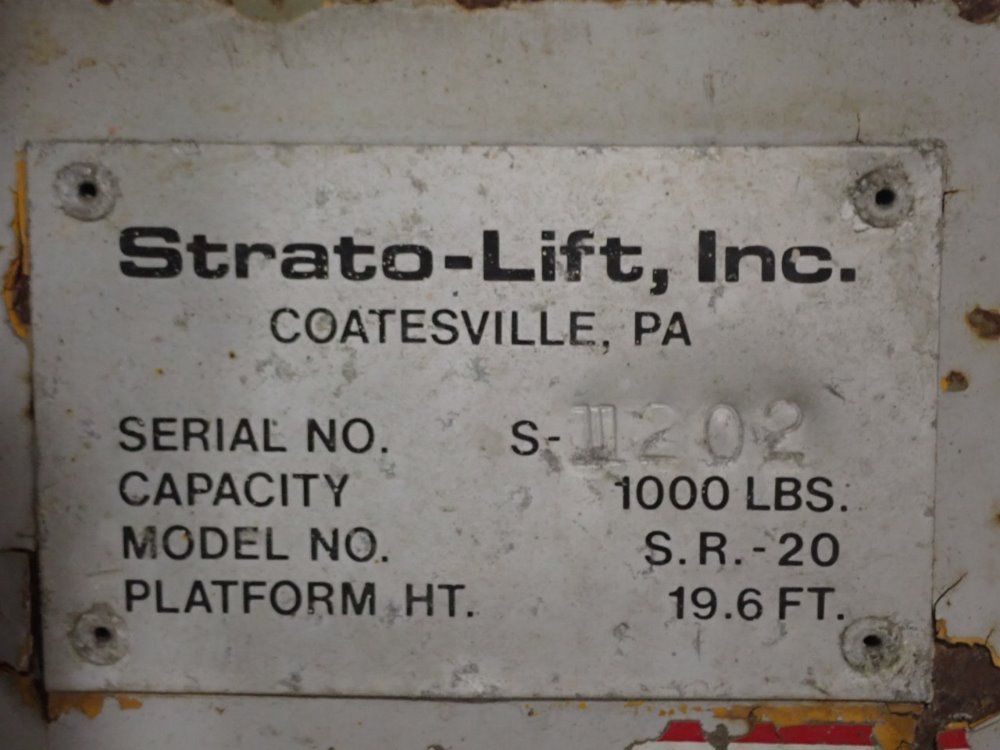 Strato-Lift, Inc.
COATESVILLE, PA
SERIAL NO. S-
CAPACITY 1000 LBS.
MODEL NO. S.R.-20
PLATFORM HT. 19.6 FT.